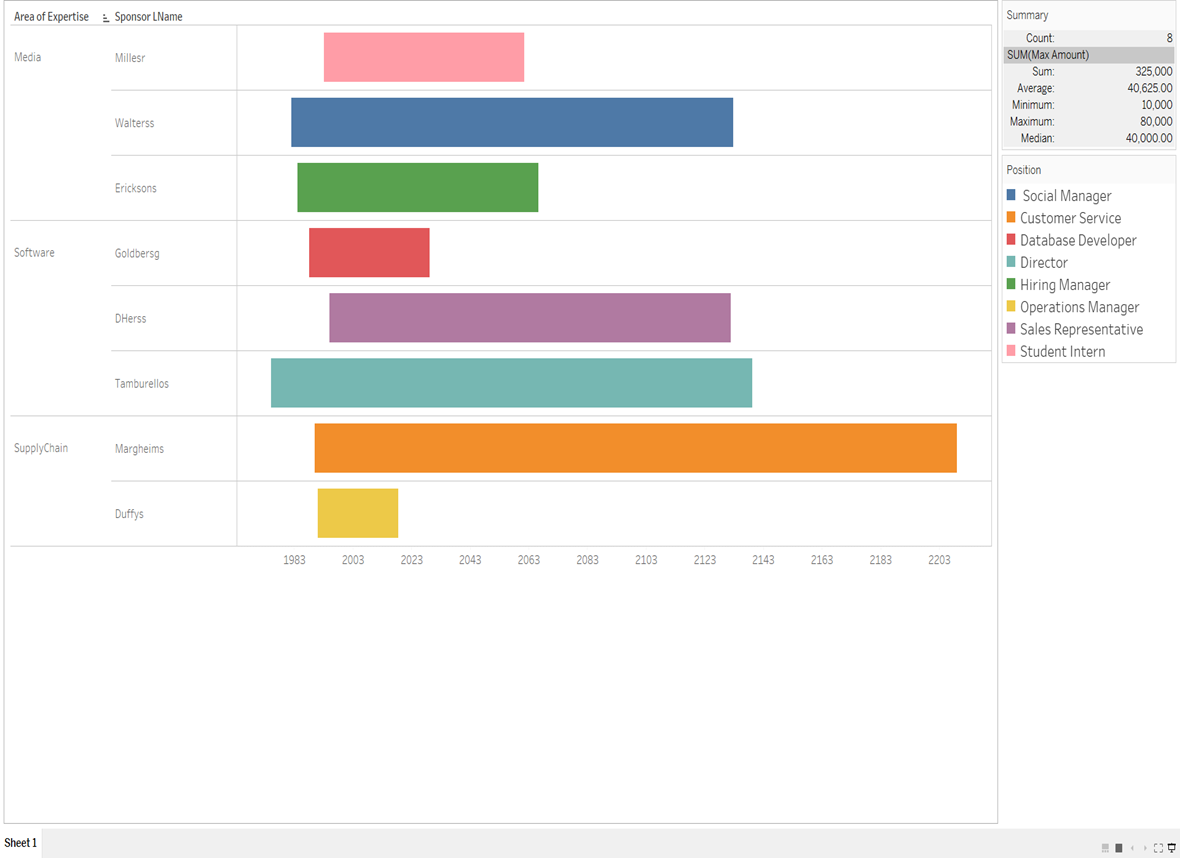 Area of Expertise Sponsor LName
Media Millesr
Walterss
Ericksons
Software Goldbersg
DHerss
Tamburellos
SupplyChain Margheims
Duffys
1983 2003 2023 2043 2063 2083 2103 2123 2143 2163 2183 2203
Summary
Count: 8
SUM(Max Amount)
Sum: 325,000
Average: 40,625.00
Minimum: 10,000
Maximum: 80,000
Median: 40,000.00
Position
Social Manager
Customer Service
Database Developer
Director
Hiring Manager
Operations Manager
Sales Representative
Student Intern
Sheet 1